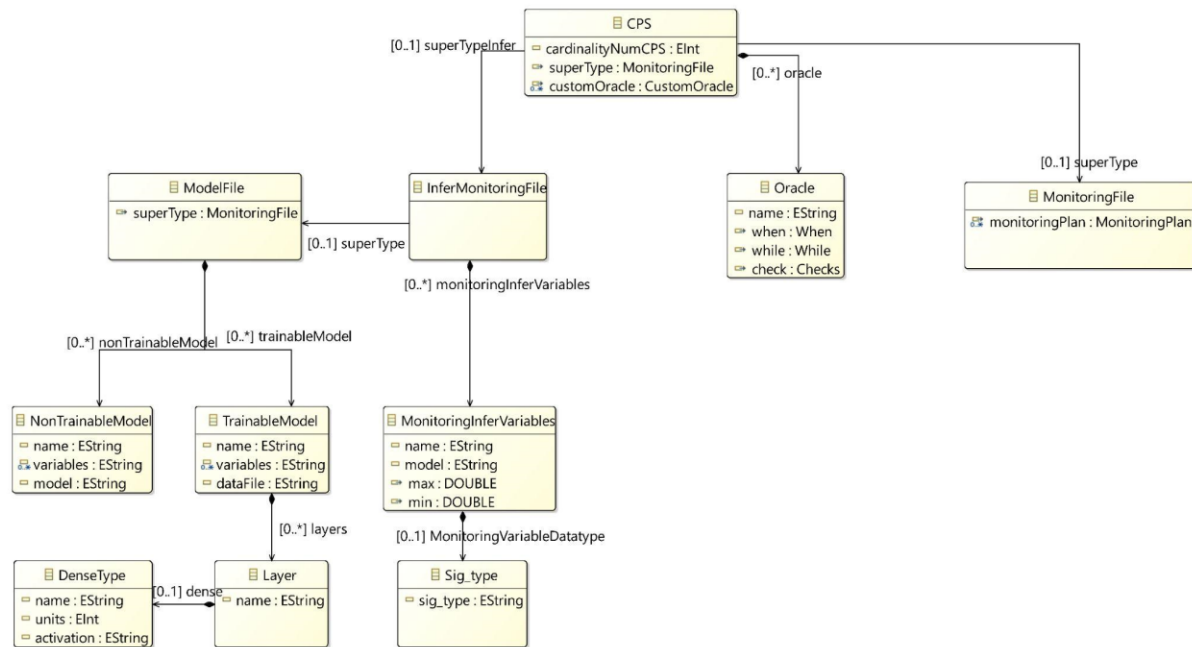 CPS
cardinalityNumCPS : EInt
superType : MonitoringFile
customOracle : CustomOracle
[0..1] superTypeInfer
[0..*] oracle
[0..1] superType
ModelFile
superType : MonitoringFile
InferMonitoringFile
[0..1] superType
Oracle
name : EString
when : When
while : While
check : Checks
MonitoringFile
monitoringPlan : MonitoringPlan
[0..*] monitoringInferVariables
[0..*] nonTrainableModel
[0..*] trainableModel
NonTrainableModel
name : EString
variables : EString
model : EString
TrainableModel
name : EString
variables : EString
dataFile : EString
MonitoringInferVariables
name : EString
model : EString
max : DOUBLE
min : DOUBLE
[0..*] layers
[0..1] MonitoringVariableDatatype
DenseType
name : EString
units : EInt
activation : EString
[0..1] dense
Layer
name : EString
Sig_type
sig_type : EString